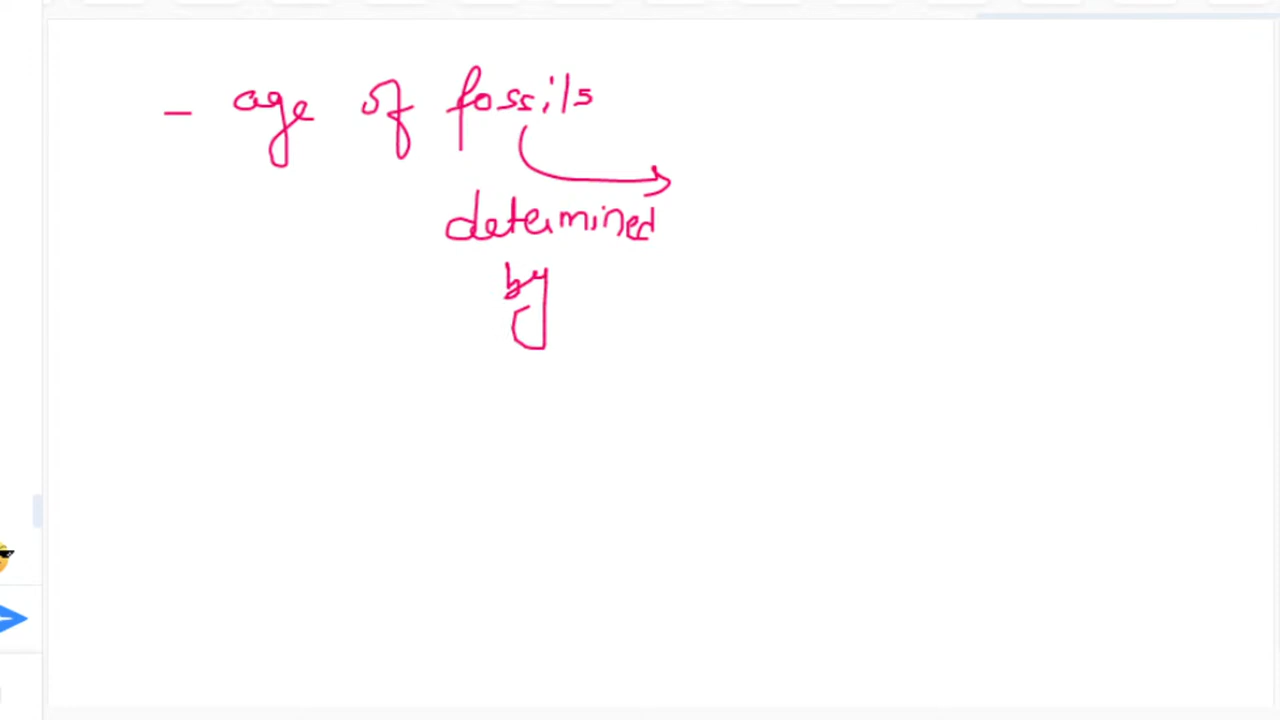 - age of fossils
determined
by